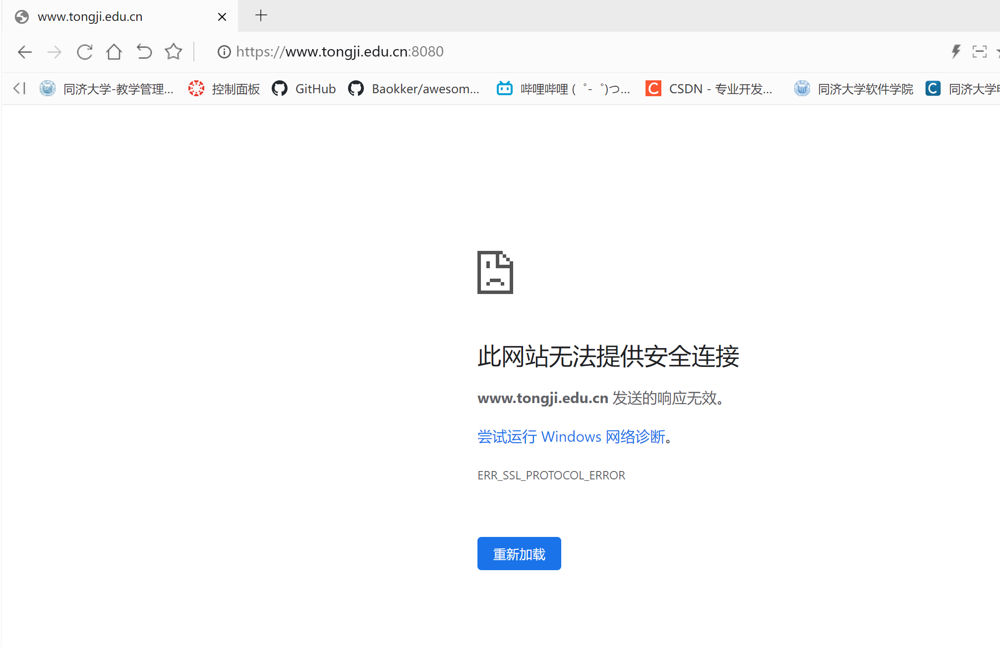 www.tongji.edu.cn
https://www.tongji.edu.cn:8080
同济大学-教学管理... 控制面板 GitHub Baokker/awesom... 哔哩哔哩 ( ゜- ゜)つ... CSDN - 专业开发... 同济大学软件学院 同济大学
此网站无法提供安全连接
www.tongji.edu.cn 发送的响应无效。
尝试运行 Windows 网络诊断。
ERR_SSL_PROTOCOL_ERROR
重新加载